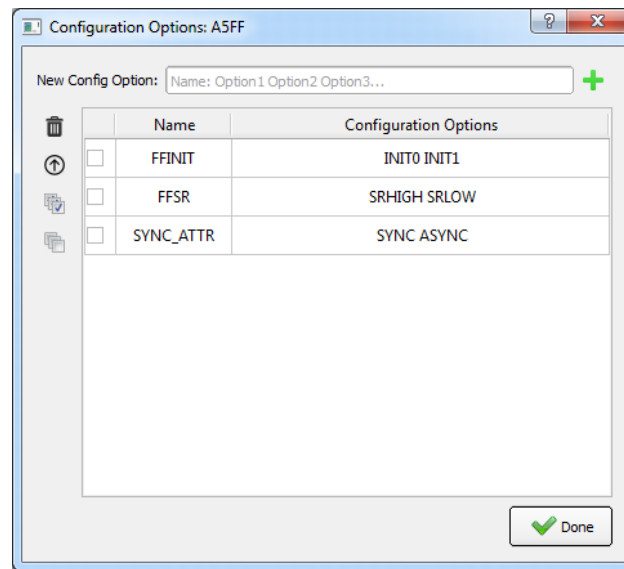 Configuration Options: A5FF
New Config Option: Name: Option1 Option2 Option3...
Name Configuration Options
FFINIT INIT0 INIT1
FFSR SRHIGH SRLOW
SYNC_ATTR SYNC ASYNC
Done